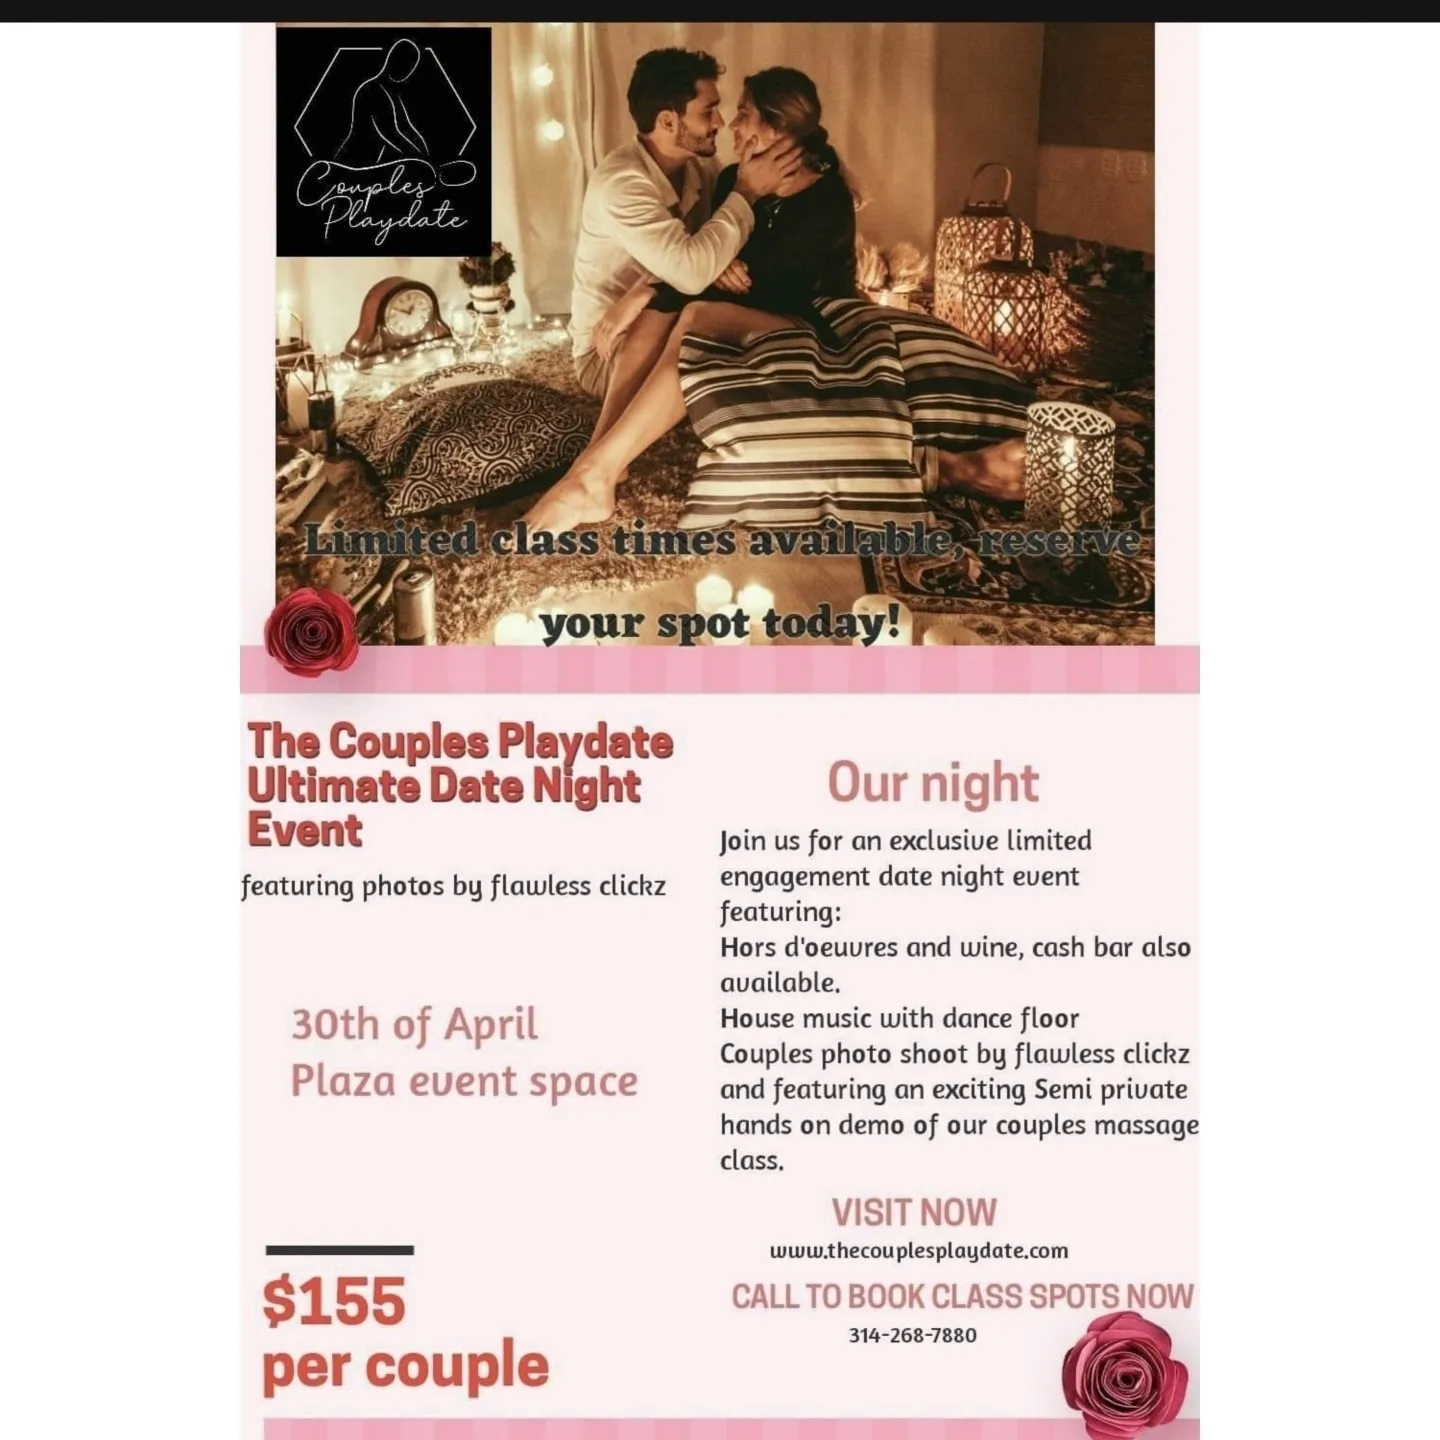 Couples
Playdate
Limited class times available, reserve
your spot today!
The Couples Playdate
Ultimate Date Night
Event
featuring photos by flawless clickz
30th of April
Plaza event space
$155
per couple
Our night
Join us for an exclusive limited
engagement date night event
featuring:
Hors d'oeuvres and wine, cash bar also
available.
House music with dance floor
Couples photo shoot by flawless clickz
and featuring an exciting Semi private
hands on demo of our couples massage
class.
VISIT NOW
www.thecouplesplaydate.com
CALL TO BOOK CLASS SPOTS NOW
314-268-7880